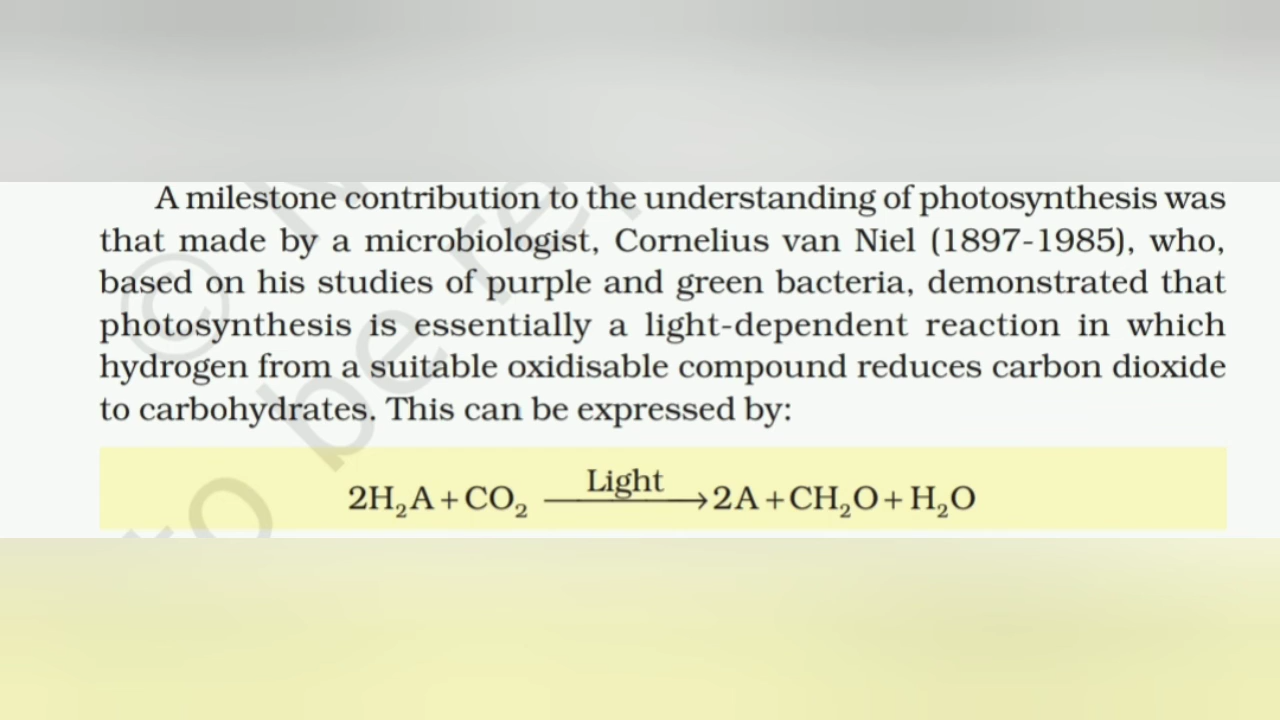 A milestone contribution to the understanding of photosynthesis was
that made by a microbiologist, Cornelius van Niel (1897-1985), who,
based on his studies of purple and green bacteria, demonstrated that
photosynthesis is essentially a light-dependent reaction in which
hydrogen from a suitable oxidisable compound reduces carbon dioxide
to carbohydrates. This can be expressed by:
2H₂A + CO₂ Light → 2A + CH₂O + H₂O
© N
to be re